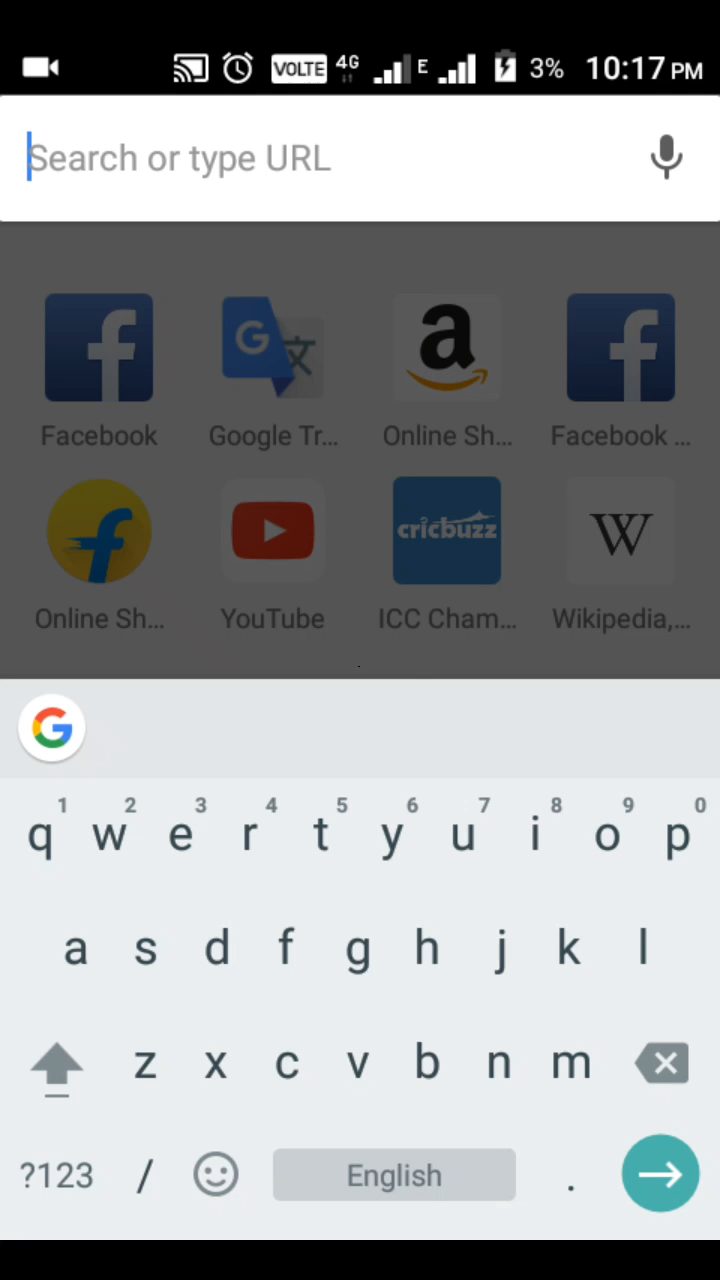 VOLTE 4G E 3% 10:17 PM
Search or type URL
Facebook Google Tr... Online Sh... Facebook ...
cricbuzz
Online Sh... YouTube ICC Cham... Wikipedia,...
1 2 3 4 5 6 7 8 9 0
q w e r t y u i o p
a s d f g h j k l
z x c v b n m
?123 / English .